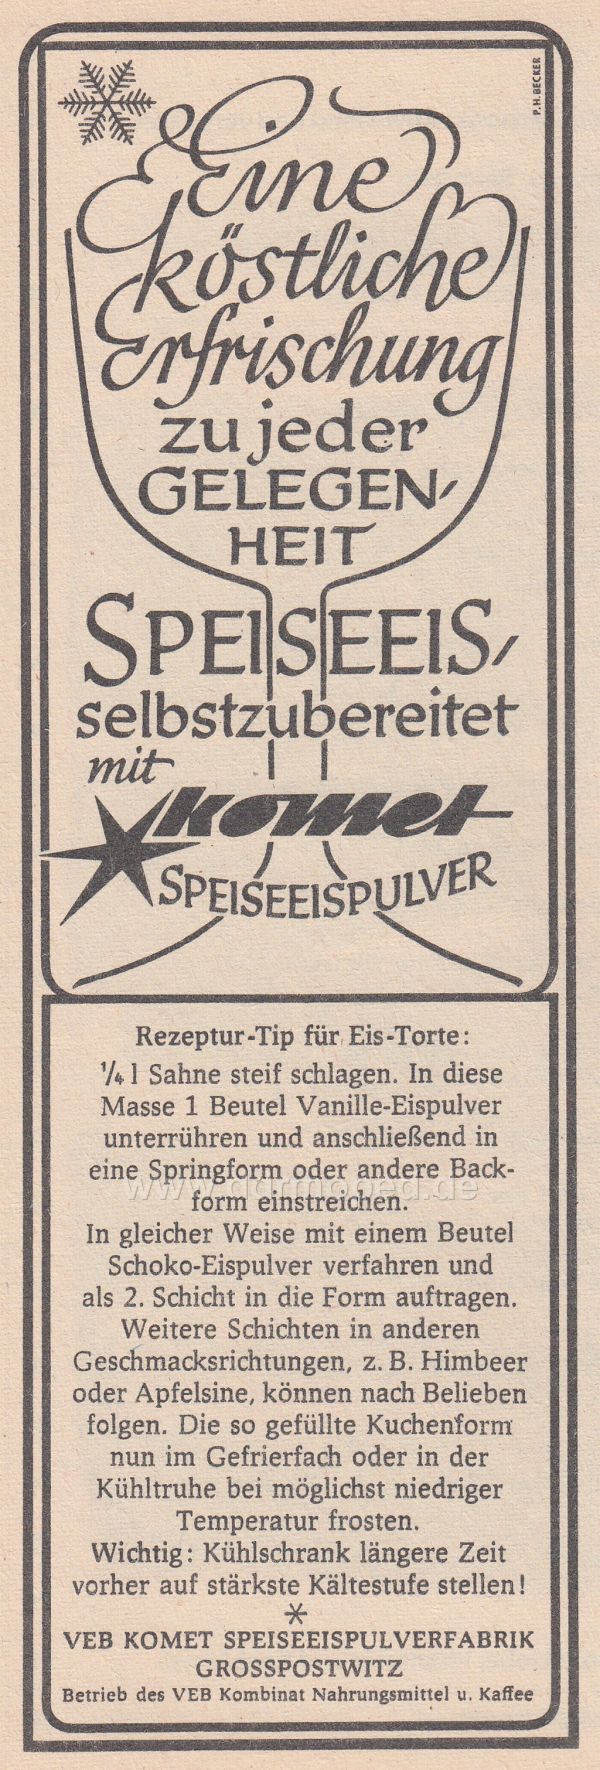 P.H. BECKER
Eine
köstliche
Erfrischung
zu jeder
GELEGEN-
HEIT
SPEISEEIS,
selbstzubereitet
mit
komet
SPEISEEISPULVER
Rezeptur-Tip für Eis-Torte:
¼ l Sahne steif schlagen. In diese
Masse 1 Beutel Vanille-Eispulver
unterrühren und anschließend in
eine Springform oder andere Back-
www.ddrmoped.de
form einstreichen.
In gleicher Weise mit einem Beutel
Schoko-Eispulver verfahren und
als 2. Schicht in die Form auftragen.
Weitere Schichten in anderen
Geschmacksrichtungen, z. B. Himbeer
oder Apfelsine, können nach Belieben
folgen. Die so gefüllte Kuchenform
nun im Gefrierfach oder in der
Kühltruhe bei möglichst niedriger
Temperatur frosten.
Wichtig: Kühlschrank längere Zeit
vorher auf stärkste Kältestufe stellen!
VEB KOMET SPEISEEISPULVERFABRIK
GROSSPOSTWITZ
Betrieb des VEB Kombinat Nahrungsmittel u. Kaffee